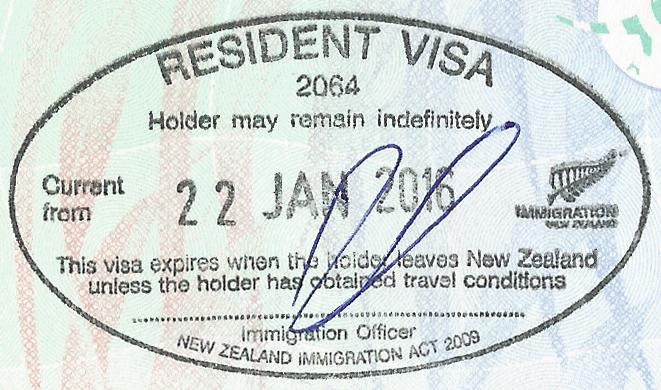 RESIDENT VISA
2064
Holder may remain indefinitely
Current from
22 JAN 2016
IMMIGRATION
NEW ZEALAND
This visa expires when the holder leaves New Zealand
unless the holder has obtained travel conditions
Immigration Officer
NEW ZEALAND IMMIGRATION ACT 2009